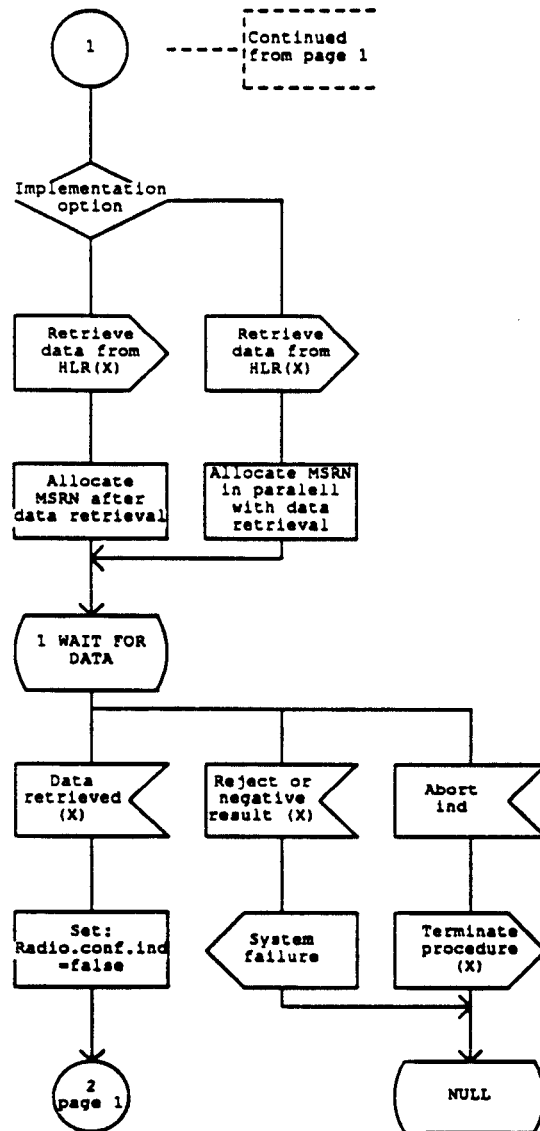 1
Continued
from page 1
Implementation
option
Retrieve
data from
HLR(X)
Retrieve
data from
HLR(X)
Allocate
MSRN after
data retrieval
Allocate MSRN
in paralell
with data
retrieval
1 WAIT FOR
DATA
Data
retrieved
(X)
Reject or
negative
result (X)
Abort
ind
Set:
Radio.conf.ind
=false
System
failure
Terminate
procedure
(X)
2
page 1
NULL